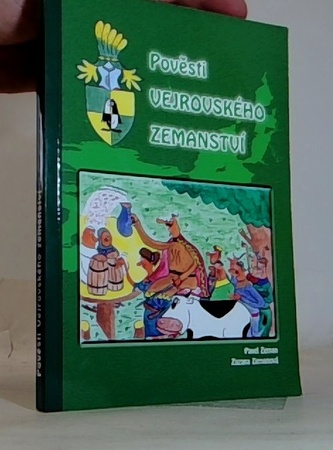 Pověsti
VEJROVSKÉHO
ZEMANSTVÍ
Pavel Zeman
Zuzana Zemanová
Pověsti Vejrovského zemanství